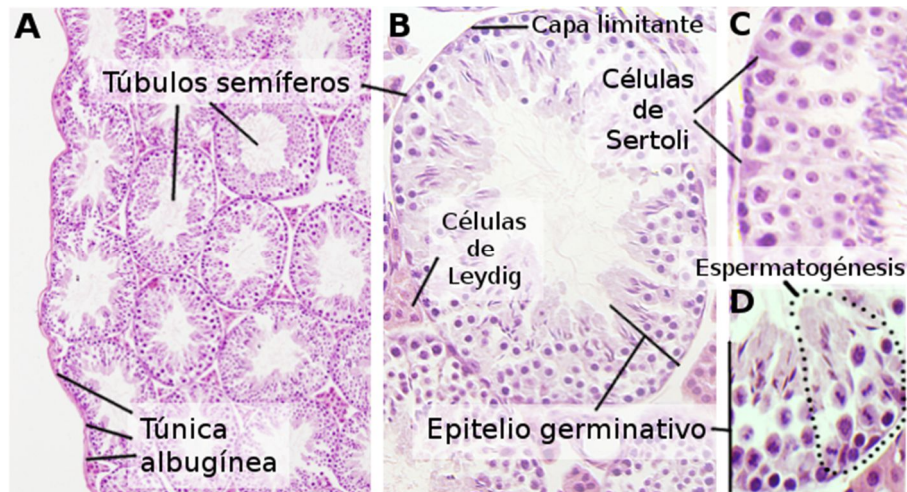 A
Túbulos semíferos
Túnica
albugínea
B
Capa limitante
Células
de
Leydig
Epitelio germinativo
C
Células
de
Sertoli
Espermatogénesis
D